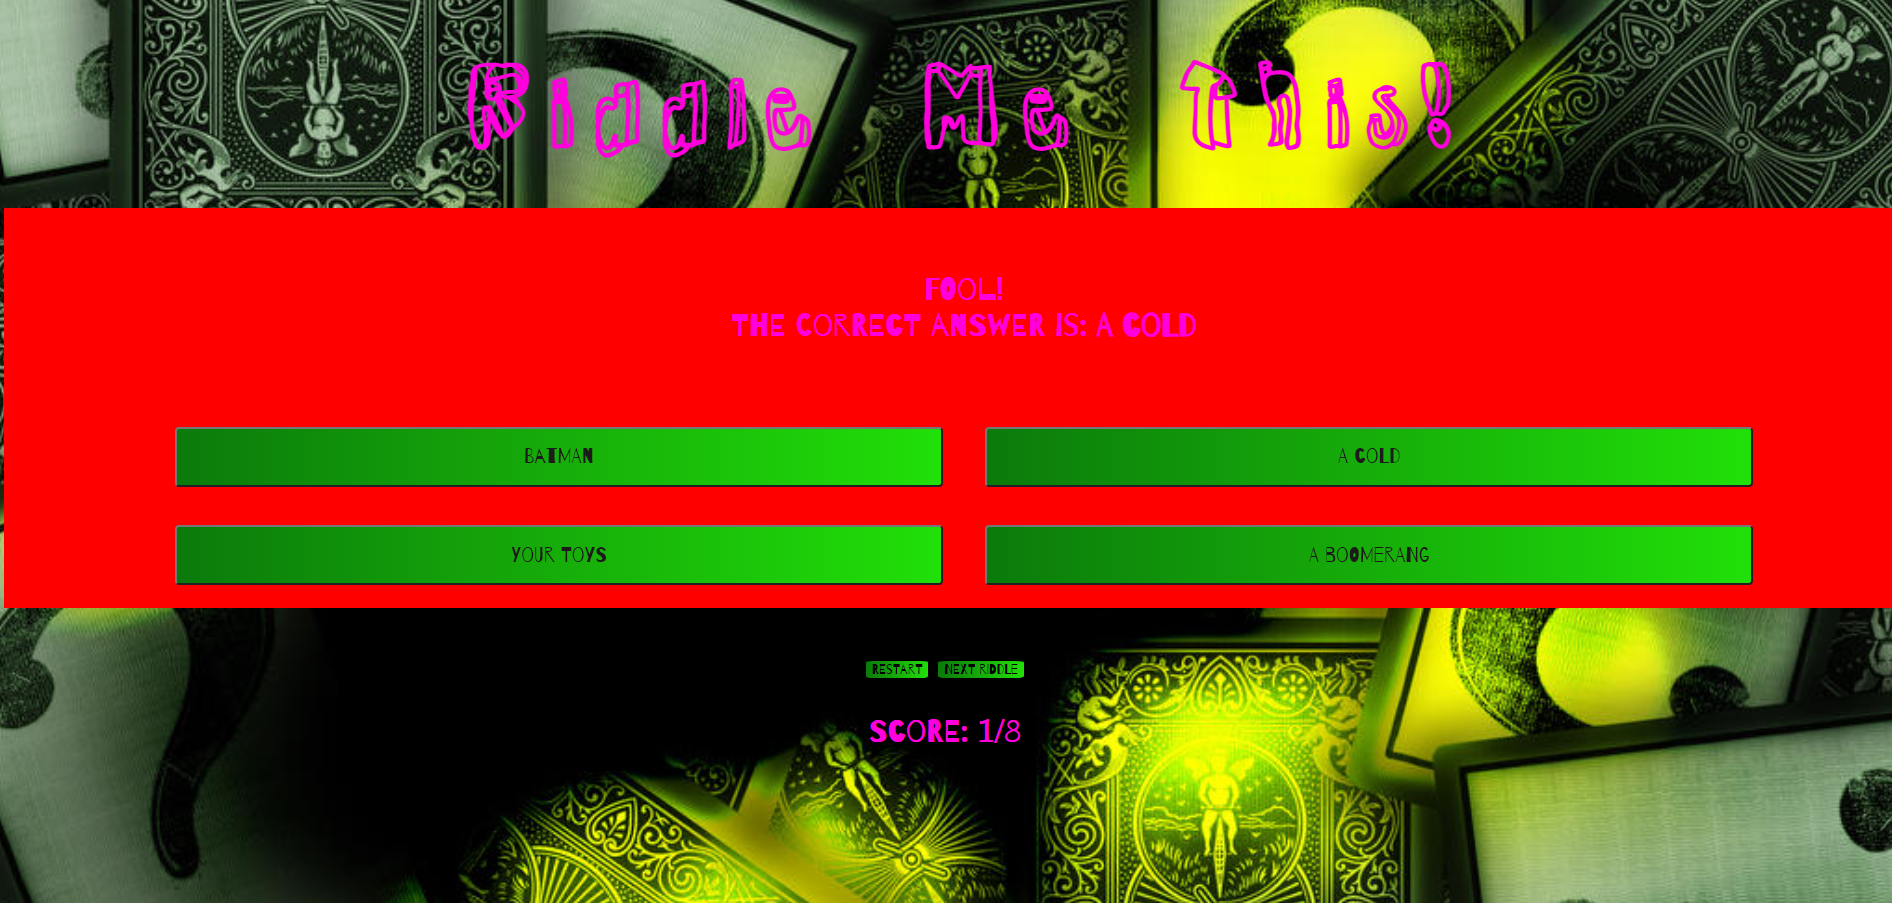 Riddle Me This!
FOOL!
THE CORRECT ANSWER IS: A COLD
BATMAN
A COLD
YOUR TOYS
A BOOMERANG
RESTART
NEXT RIDDLE
SCORE: 1/8